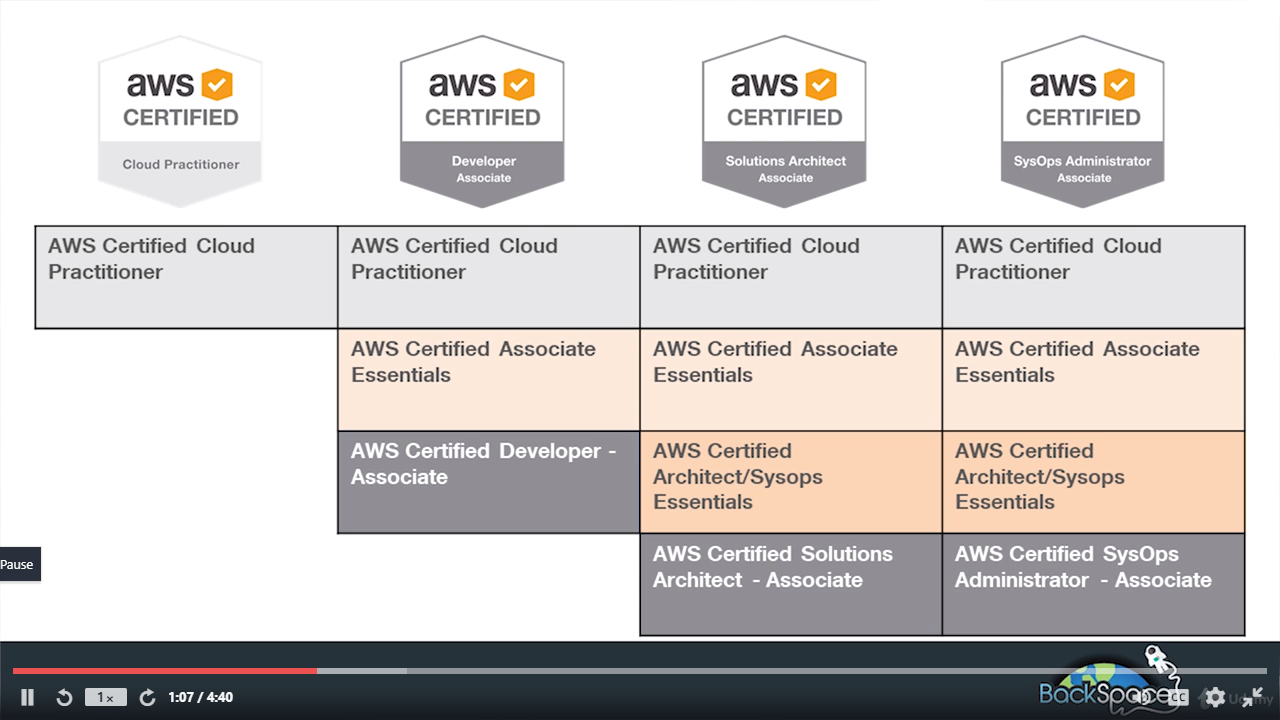 aws
CERTIFIED
Cloud Practitioner
aws
CERTIFIED
Developer
Associate
aws
CERTIFIED
Solutions Architect
Associate
aws
CERTIFIED
SysOps Administrator
Associate
AWS Certified Cloud
Practitioner
AWS Certified Cloud
Practitioner
AWS Certified Cloud
Practitioner
AWS Certified Cloud
Practitioner
AWS Certified Associate
Essentials
AWS Certified Associate
Essentials
AWS Certified Associate
Essentials
AWS Certified Developer -
Associate
AWS Certified
Architect/Sysops
Essentials
AWS Certified
Architect/Sysops
Essentials
AWS Certified Solutions
Architect - Associate
AWS Certified SysOps
Administrator - Associate
Pause
1x
1:07 / 4:40
BackSpace
CC
Udemy